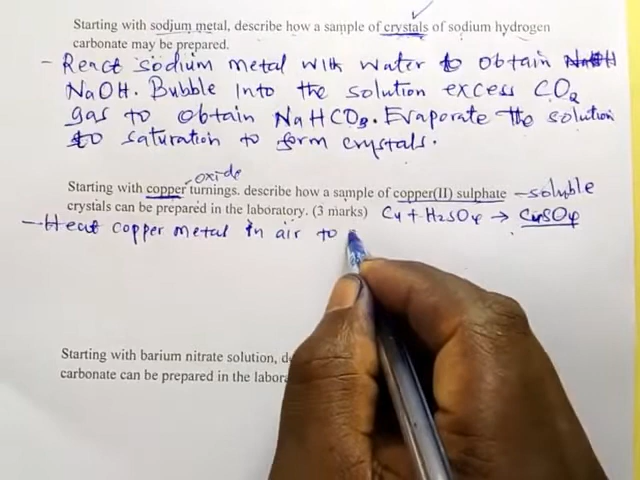 Starting with sodium metal, describe how a sample of crystals of sodium hydrogen
carbonate may be prepared.
- React sodium metal with water to obtain
NaOH. Bubble into the solution excess CO2
gas to obtain NaHCO3. Evaporate the solution
to saturation to form crystals.
oxide
Starting with copper turnings. describe how a sample of copper(II) sulphate - soluble
crystals can be prepared in the laboratory. (3 marks) Cu + H2SO4 → CuSO4
- Heat copper metal in air to
Starting with barium nitrate solution,
carbonate can be prepared in the